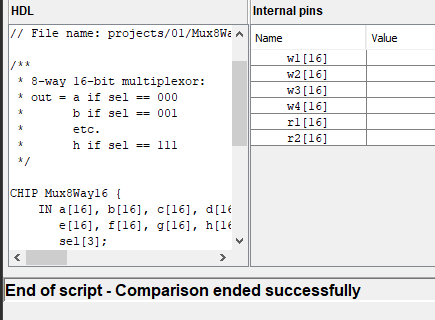 HDL
// File name: projects/01/Mux8Wa
/**
* 8-way 16-bit multiplexor:
* out = a if sel == 000
* b if sel == 001
* etc.
* h if sel == 111
*/
CHIP Mux8Way16 {
IN a[16], b[16], c[16], d[16
e[16], f[16], g[16], h[16
sel[3];
Internal pins
Name Value
w1[16]
w2[16]
w3[16]
w4[16]
r1[16]
r2[16]
End of script - Comparison ended successfully